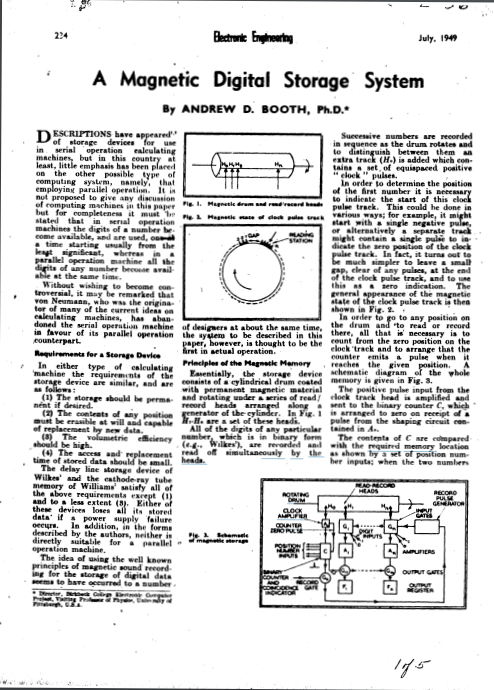 234
Electronic Engineering
July, 1949
A Magnetic Digital Storage System
By ANDREW D. BOOTH, Ph.D.*
DESCRIPTIONS have appeared
of storage devices for use
in serial operation calculating
machines, but in this country at
least, little emphasis has been placed
on the other possible type of
computing system, namely, that
employing parallel operation. It is
not proposed to give any discussion
of computing machines in this paper
but for completeness it must be
stated that in serial operation
machines the digits of a number be-
come available, and are used, one at
a time starting usually from the
least significant, whereas in a
parallel operation machine all the
digits of any number become avail-
able at the same time.
Without wishing to become con-
troversial, it may be remarked that
von Neumann, who was the origina-
tor of many of the current ideas on
calculating machines, has aban-
doned the serial operation machine
in favour of its parallel operation
counterpart.
Requirements for a Storage Device
In either type of calculating
machine the requirements of the
storage device are similar, and are
as follows:
(1) The storage should be perma-
nent if desired.
(2) The contents of any position
must be erasible at will and capable
of replacement by new data.
(3) The volumetric efficiency
should be high.
(4) The access and replacement
time of stored data should be small.
The delay line storage device of
Wilkes' and the cathode-ray tube
memory of Williams' satisfy all of
the above requirements except (1)
and to a less extent (3). Either of
these devices loses all its stored
data if a power supply failure
occurs. In addition, in the forms
described by the authors, neither is
directly suitable for a parallel
operation machine.
The idea of using the well known
principles of magnetic sound record-
ing for the storage of digital data
seems to have occurred to a number
* Director, Birkbeck College Electronic Computer
Project, Visiting Professor of Physics, University of
Pittsburgh, U.S.A.
Fig. 1. Magnetic drum and read/record heads
Fig. 2. Magnetic state of clock pulse track
GAP
READING
STATION
of designers at about the same time,
the system to be described in this
paper, however, is thought to be the
first in actual operation.
Principles of the Magnetic Memory
Essentially, the storage device
consists of a cylindrical drum coated
with permanent magnetic material
and rotating under a series of read/
record heads arranged along a
generator of the cylinder. In Fig. 1
are a set of these heads.
All of the digits of any particular
number, which is in binary form
(e.g., Wilkes'), are recorded and
read off simultaneously by the
heads.
Successive numbers are recorded
in sequence as the drum rotates and
to distinguish between them an
extra track (H₀) is added which con-
tains a set of equispaced positive
"clock" pulses.
In order to determine the position
of the first number it is necessary
to indicate the start of this clock
pulse track. This could be done in
various ways; for example, it might
start with a single negative pulse,
or alternatively a separate track
might contain a single pulse to in-
dicate the zero position of the clock
pulse track. In fact, it turns out to
be much simpler to leave a small
gap, clear of any pulses, at the end
of the clock pulse track, and to use
this as a zero indication. The
general appearance of the magnetic
state of the clock pulse track is then
shown in Fig. 2.
In order to go to any position on
the drum and to read or record
there, all that is necessary is to
count from the zero position on the
clock track and to arrange that the
counter emits a pulse when it
reaches the given position. A
schematic diagram of the whole
memory is given in Fig. 3.
The positive pulse input from the
clock track head is amplified and
sent to the binary counter C, which
is arranged to zero on receipt of a
pulse from the shaping circuit con-
tained in A₀.
The contents of C are compared
with the required memory location
as shown by a set of position num-
ber inputs; when the two numbers
Fig. 3. Schematic
of magnetic storage
READ-RECORD
HEADS
ROTATING
DRUM
RECORD
PULSE
GENERATOR
CLOCK
AMPLIFIER
INPUT
GATES
COUNTER
ZERO PULSE
DIGIT
INPUTS
POSITION
NUMBER
INPUTS
AMPLIFIERS
BINARY
COUNTER
AND
COINCIDENCE
INDICATOR
RECORD
GATE
OUTPUT GATES
OUTPUT
REGISTER
1 of 5